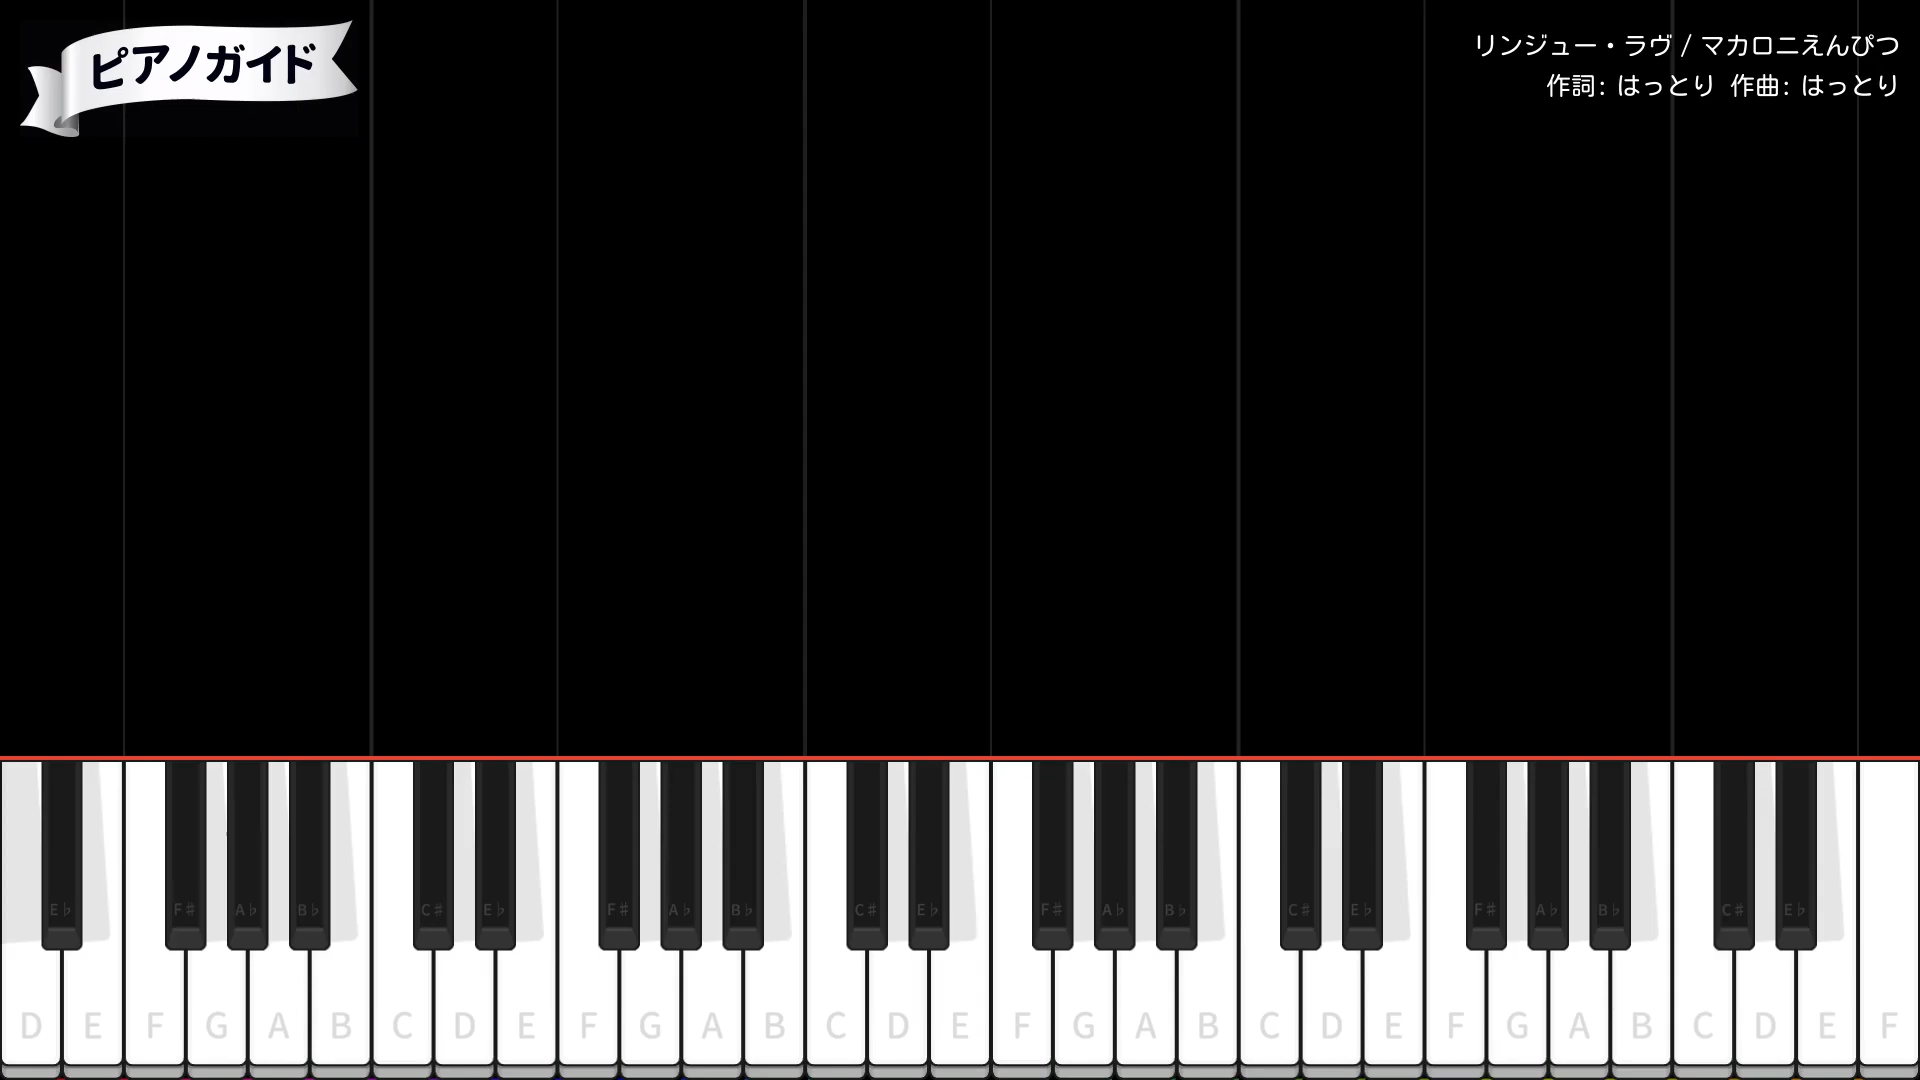 ピアノガイド
リンジュー・ラヴ / マカロニえんぴつ
作詞: はっとり 作曲: はっとり
E♭ F♯ A♭ B♭ C♯ E♭ F♯ A♭ B♭ C♯ E♭ F♯ A♭ B♭ C♯ E♭ F♯ A♭ B♭ C♯ E♭
D E F G A B C D E F G A B C D E F G A B C D E F G A B C D E F